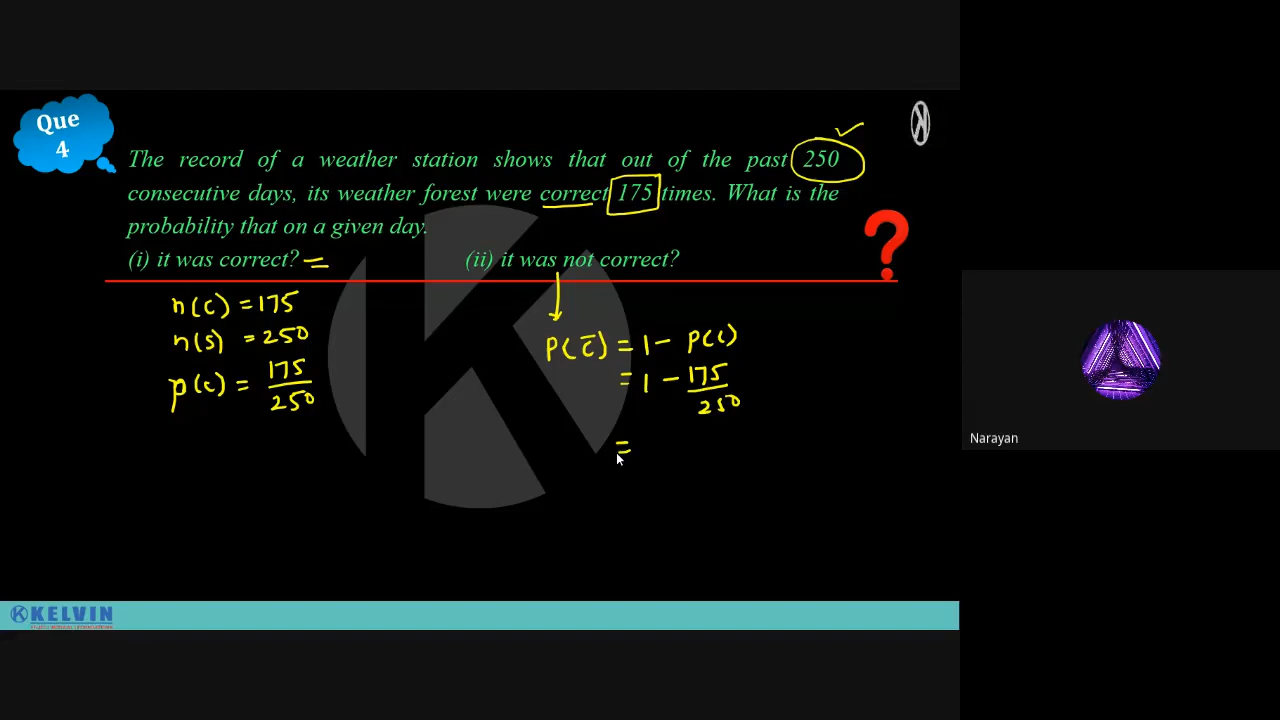 Que
4
The record of a weather station shows that out of the past 250
consecutive days, its weather forest were correct 175 times. What is the
probability that on a given day.
(i) it was correct? = (ii) it was not correct?
n(c) = 175
n(s) = 250
p(c) = 175/250
P(c̄) = 1 - P(c)
= 1 - 175/250
=
Narayan
KELVIN